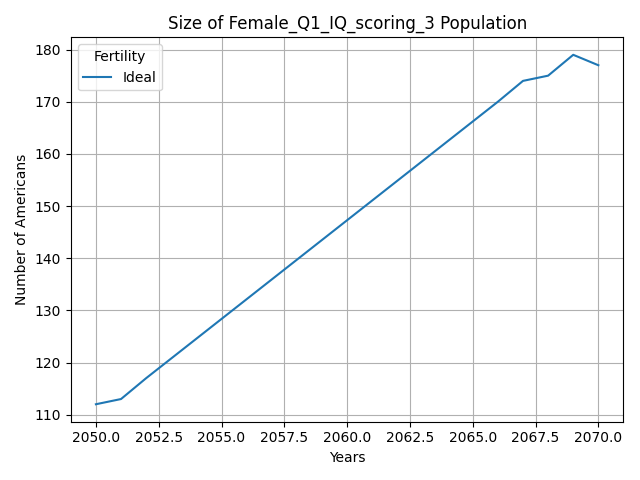 Size of Female_Q1_IQ_scoring_3 Population
Fertility
Ideal
Number of Americans
180
170
160
150
140
130
120
110
2050.0 2052.5 2055.0 2057.5 2060.0 2062.5 2065.0 2067.5 2070.0
Years